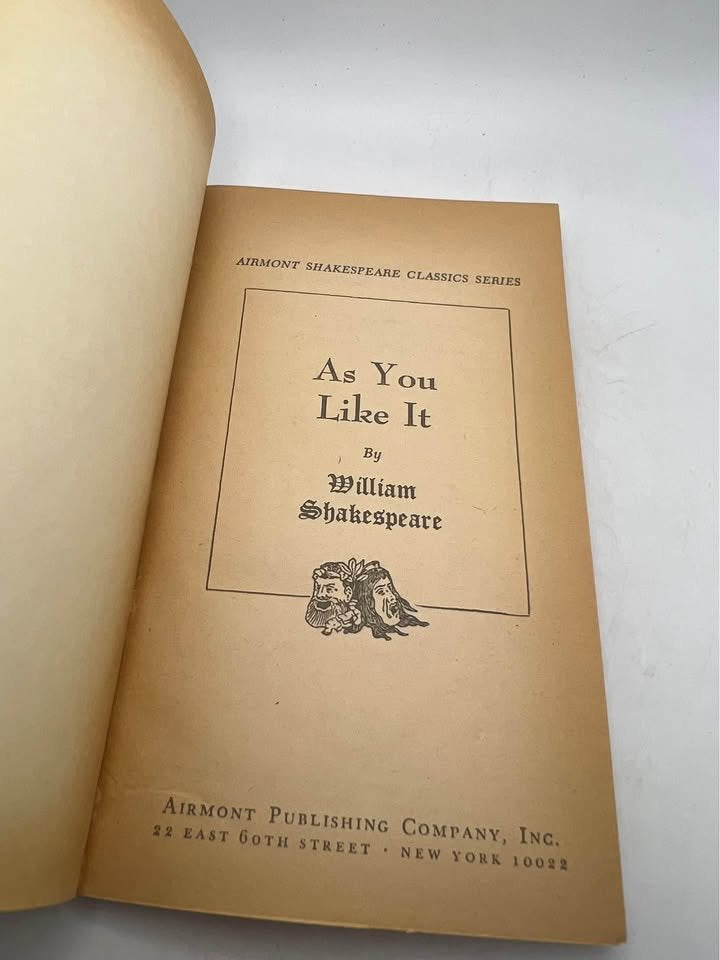 AIRMONT SHAKESPEARE CLASSICS SERIES
As You
Like It
By
William
Shakespeare
AIRMONT PUBLISHING COMPANY, INC.
22 EAST 60TH STREET · NEW YORK 10022